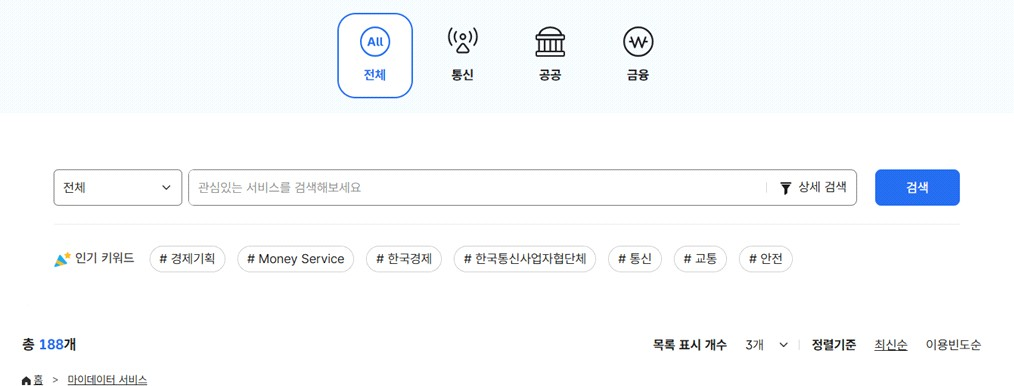 All
전체 통신 공공 금융
전체 관심있는 서비스를 검색해보세요 상세 검색 검색
인기 키워드 # 경제기획 # Money Service # 한국경제 # 한국통신사업자협단체 # 통신 # 교통 # 안전
총 188개 목록 표시 개수 3개 정렬기준 최신순 이용빈도순
홈 > 마이데이터 서비스